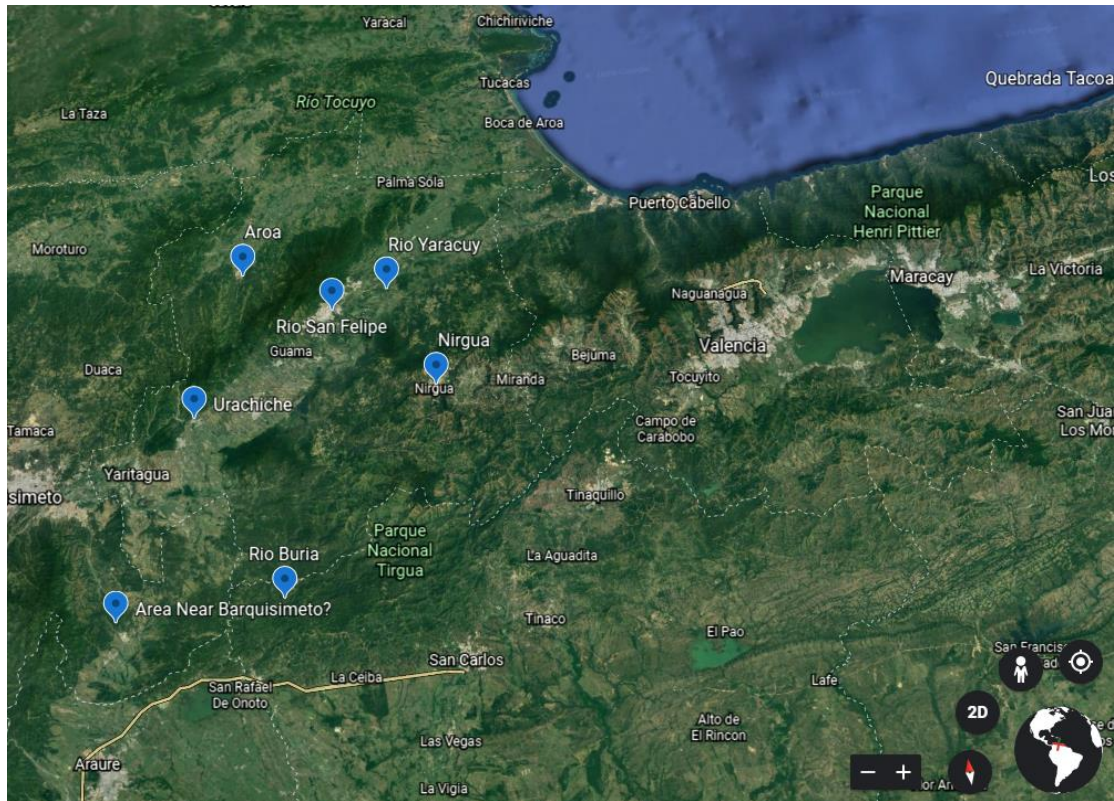 Yaracal
Chichiriviche
Tucacas
Quebrada Tacoa
Río Tocuyo
La Taza
Boca de Aroa
Palma Sola
Parque
Nacional
Henri Pittier
Los
Puerto Cabello
Aroa
Rio Yaracuy
Moroturo
Maracay
La Victoria
Naguanagua
Rio San Felipe
Guama
Nirgua
Valencia
Bejuma
Duaca
Miranda
Tocuyito
Nirgua
Urachiche
San Jua
Los Mor
Campo de
Carabobo
Tamaca
Yaritagua
simeto
Tinaquillo
Parque
Nacional
Tirgua
Rio Buria
La Aguadita
Area Near Barquisimeto?
Tinaco
El Pao
San Francisc
San Carlos
La Ceiba
San Rafael
De Onoto
Lafe
2D
Alto de
El Rincon
Las Vegas
Araure
La Vigia
− +